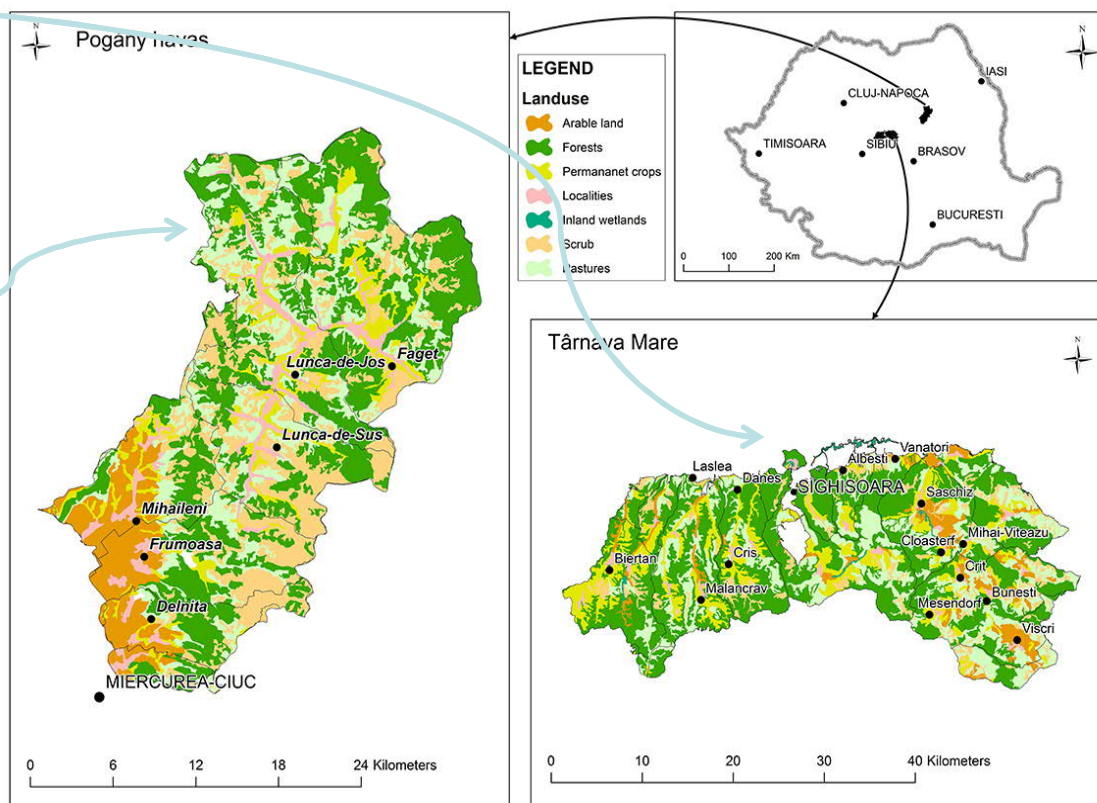 N
Pogany havas
Lunca-de-Jos
Faget
Lunca-de-Sus
Mihaileni
Frumoasa
Delnita
MIERCUREA-CIUC
0 6 12 24 Kilometers
LEGEND
Landuse
Arable land
Forests
Permananet crops
Localities
Inland wetlands
Scrub
Pastures
N
IASI
CLUJ-NAPOCA
TIMISOARA
SIBIU
BRASOV
BUCURESTI
0 100 200 Km
Târnava Mare
N
Laslea
Danes
Albesti
Vanatori
SIGHISOARA
Saschiz
Mihai-Viteazu
Cloasterf
Biertan
Cris
Crit
Malancrav
Bunesti
Mesendorf
Viscri
0 10 20 30 40 Kilometers